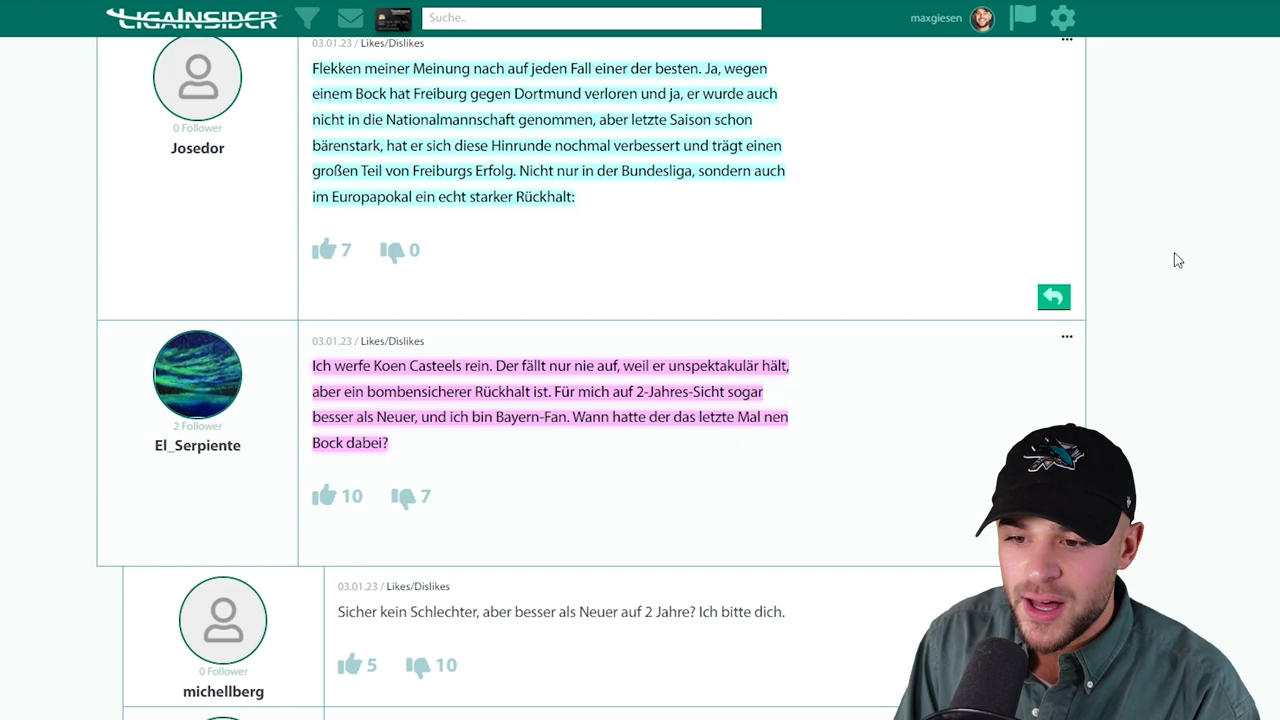 LIGAINSIDER
Suche..
maxgiesen
03.01.23 / Likes/Dislikes
...
Flekken meiner Meinung nach auf jeden Fall einer der besten. Ja, wegen
einem Bock hat Freiburg gegen Dortmund verloren und ja, er wurde auch
nicht in die Nationalmannschaft genommen, aber letzte Saison schon
bärenstark, hat er sich diese Hinrunde nochmal verbessert und trägt einen
großen Teil von Freiburgs Erfolg. Nicht nur in der Bundesliga, sondern auch
im Europapokal ein echt starker Rückhalt:
0 Follower
Josedor
7
0
03.01.23 / Likes/Dislikes
...
Ich werfe Koen Casteels rein. Der fällt nur nie auf, weil er unspektakulär hält,
aber ein bombensicherer Rückhalt ist. Für mich auf 2-Jahres-Sicht sogar
besser als Neuer, und ich bin Bayern-Fan. Wann hatte der das letzte Mal nen
Bock dabei?
2 Follower
El_Serpiente
10
7
03.01.23 / Likes/Dislikes
Sicher kein Schlechter, aber besser als Neuer auf 2 Jahre? Ich bitte dich.
0 Follower
michellberg
5
10